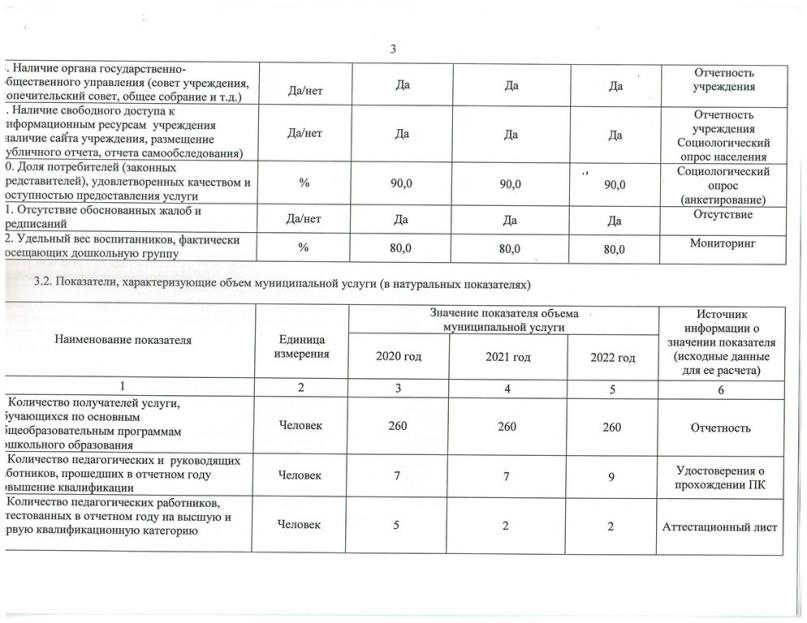 3
. Наличие органа государственно-
бщественного управления (совет учреждения,
опечительский совет, общее собрание и т.д.)
Да/нет
Да
Да
Да
Отчетность
учреждения
. Наличие свободного доступа к
нформационным ресурсам учреждения
наличие сайта учреждения, размещение
убличного отчета, отчета самообследования)
Да/нет
Да
Да
Да
Отчетность
учреждения
Социологический
опрос населения
0. Доля потребителей (законных
редставителей), удовлетворенных качеством и
оступностью предоставления услуги
%
90,0
90,0
90,0
Социологический
опрос
(анкетирование)
1. Отсутствие обоснованных жалоб и
редписаний
Да/нет
Да
Да
Да
Отсутствие
2. Удельный вес воспитанников, фактически
осещающих дошкольную группу
%
80,0
80,0
80,0
Мониторинг
3.2. Показатели, характеризующие объем муниципальной услуги (в натуральных показателях)
Наименование показателя
Единица
измерения
Значение показателя объема
муниципальной услуги
2020 год
2021 год
2022 год
Источник
информации о
значении показателя
(исходные данные
для ее расчета)
1
2
3
4
5
6
Количество получателей услуги,
бучающихся по основным
бщеобразовательным программам
ошкольного образования
Человек
260
260
260
Отчетность
Количество педагогических и руководящих
аботников, прошедших в отчетном году
овышение квалификации
Человек
7
7
9
Удостоверения о
прохождении ПК
Количество педагогических работников,
тестованных в отчетном году на высшую и
ервую квалификационную категорию
Человек
5
2
2
Аттестационный лист